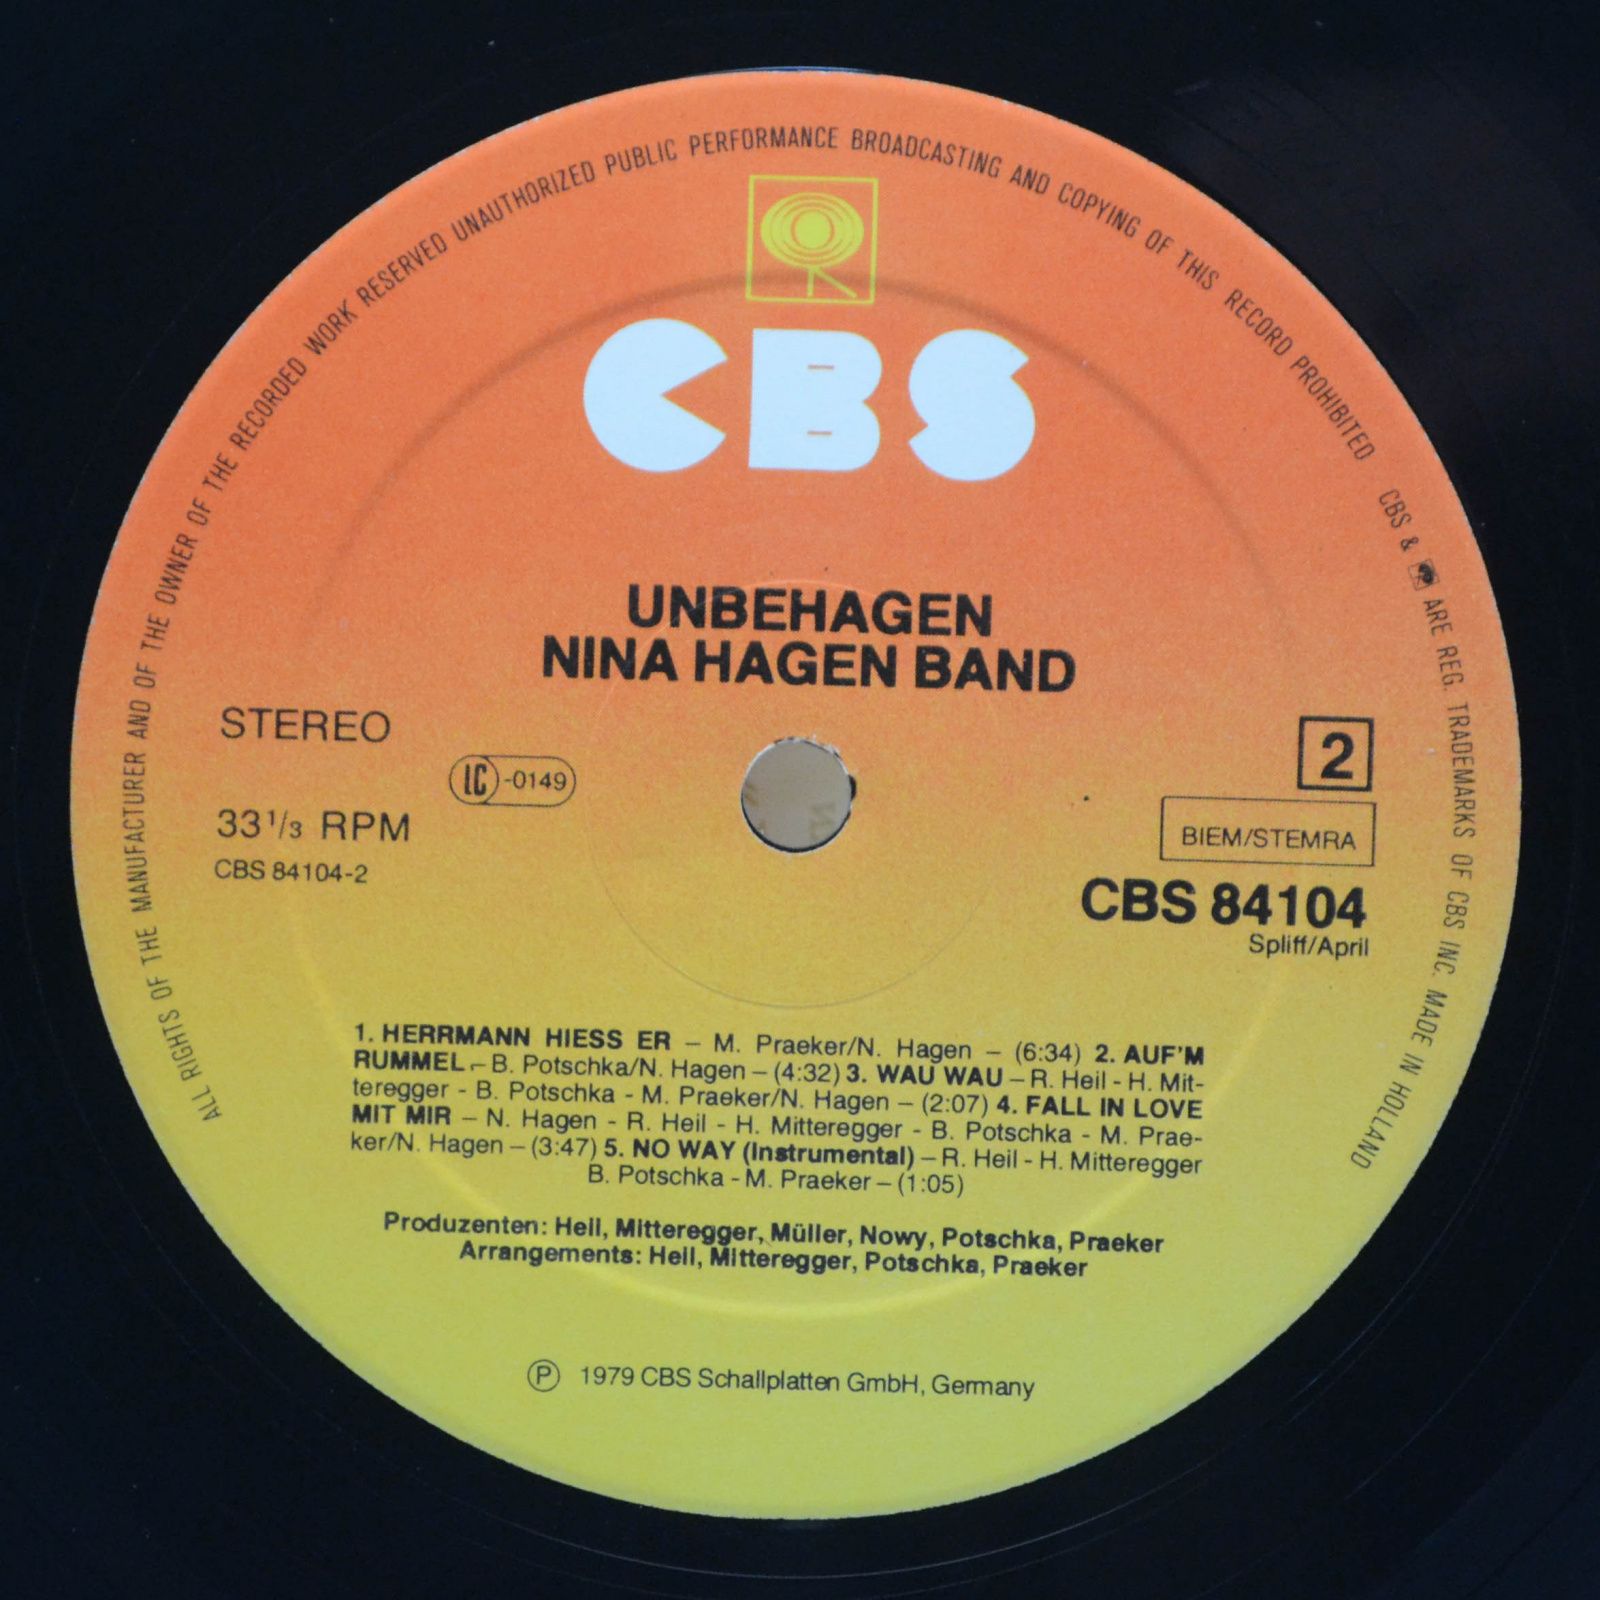 ALL RIGHTS OF THE MANUFACTURER AND OF THE OWNER OF THE RECORDED WORK RESERVED UNAUTHORIZED PUBLIC PERFORMANCE BROADCASTING AND COPYING OF THIS RECORD PROHIBITED
CBS & ARE REG. TRADEMARKS OF CBS INC. MADE IN HOLLAND
CBS
UNBEHAGEN
NINA HAGEN BAND
STEREO
LC-0149
33 1/3 RPM
CBS 84104-2
2
BIEM/STEMRA
CBS 84104
Spliff/April
1. HERRMANN HIESS ER – M. Praeker/N. Hagen – (6:34) 2. AUF'M
RUMMEL – B. Potschka/N. Hagen – (4:32) 3. WAU WAU – R. Heil - H. Mit-
teregger - B. Potschka - M. Praeker/N. Hagen – (2:07) 4. FALL IN LOVE
MIT MIR – N. Hagen - R. Heil - H. Mitteregger - B. Potschka - M. Prae-
ker/N. Hagen – (3:47) 5. NO WAY (Instrumental) – R. Heil - H. Mitteregger
B. Potschka - M. Praeker – (1:05)
Produzenten: Heil, Mitteregger, Müller, Nowy, Potschka, Praeker
Arrangements: Heil, Mitteregger, Potschka, Praeker
Ⓟ 1979 CBS Schallplatten GmbH, Germany